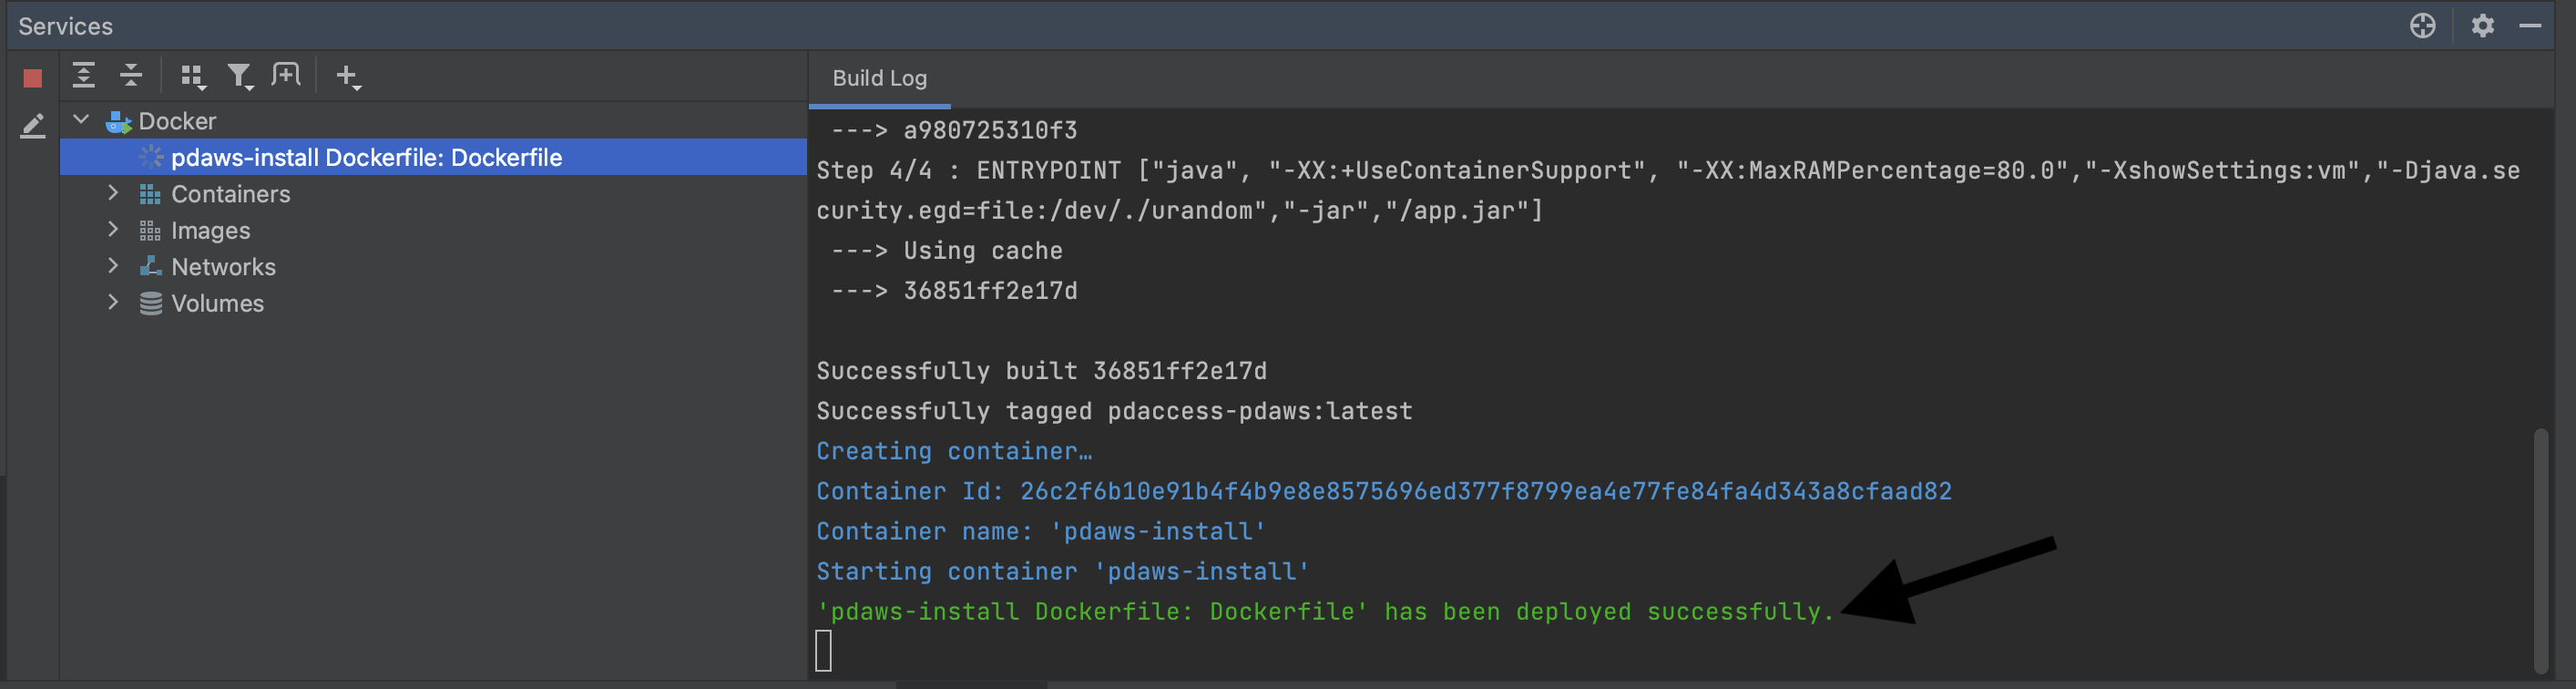 Services
Docker
pdaws-install Dockerfile: Dockerfile
Containers
Images
Networks
Volumes
Build Log
---> a980725310f3
Step 4/4 : ENTRYPOINT ["java", "-XX:+UseContainerSupport", "-XX:MaxRAMPercentage=80.0","-XshowSettings:vm","-Djava.se
curity.egd=file:/dev/./urandom","-jar","/app.jar"]
---> Using cache
---> 36851ff2e17d
Successfully built 36851ff2e17d
Successfully tagged pdaccess-pdaws:latest
Creating container…
Container Id: 26c2f6b10e91b4f4b9e8e8575696ed377f8799ea4e77fe84fa4d343a8cfaad82
Container name: 'pdaws-install'
Starting container 'pdaws-install'
'pdaws-install Dockerfile: Dockerfile' has been deployed successfully.